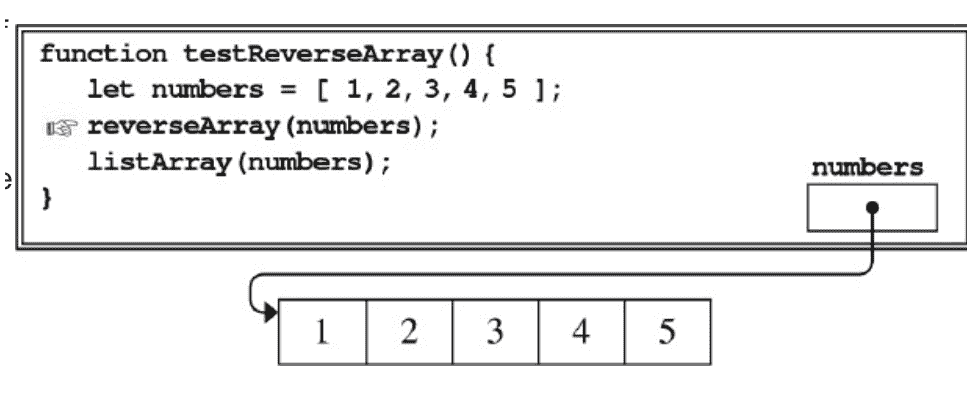 function testReverseArray() {
let numbers = [ 1, 2, 3, 4, 5 ];
☞ reverseArray(numbers);
listArray(numbers);
}
numbers
1 2 3 4 5